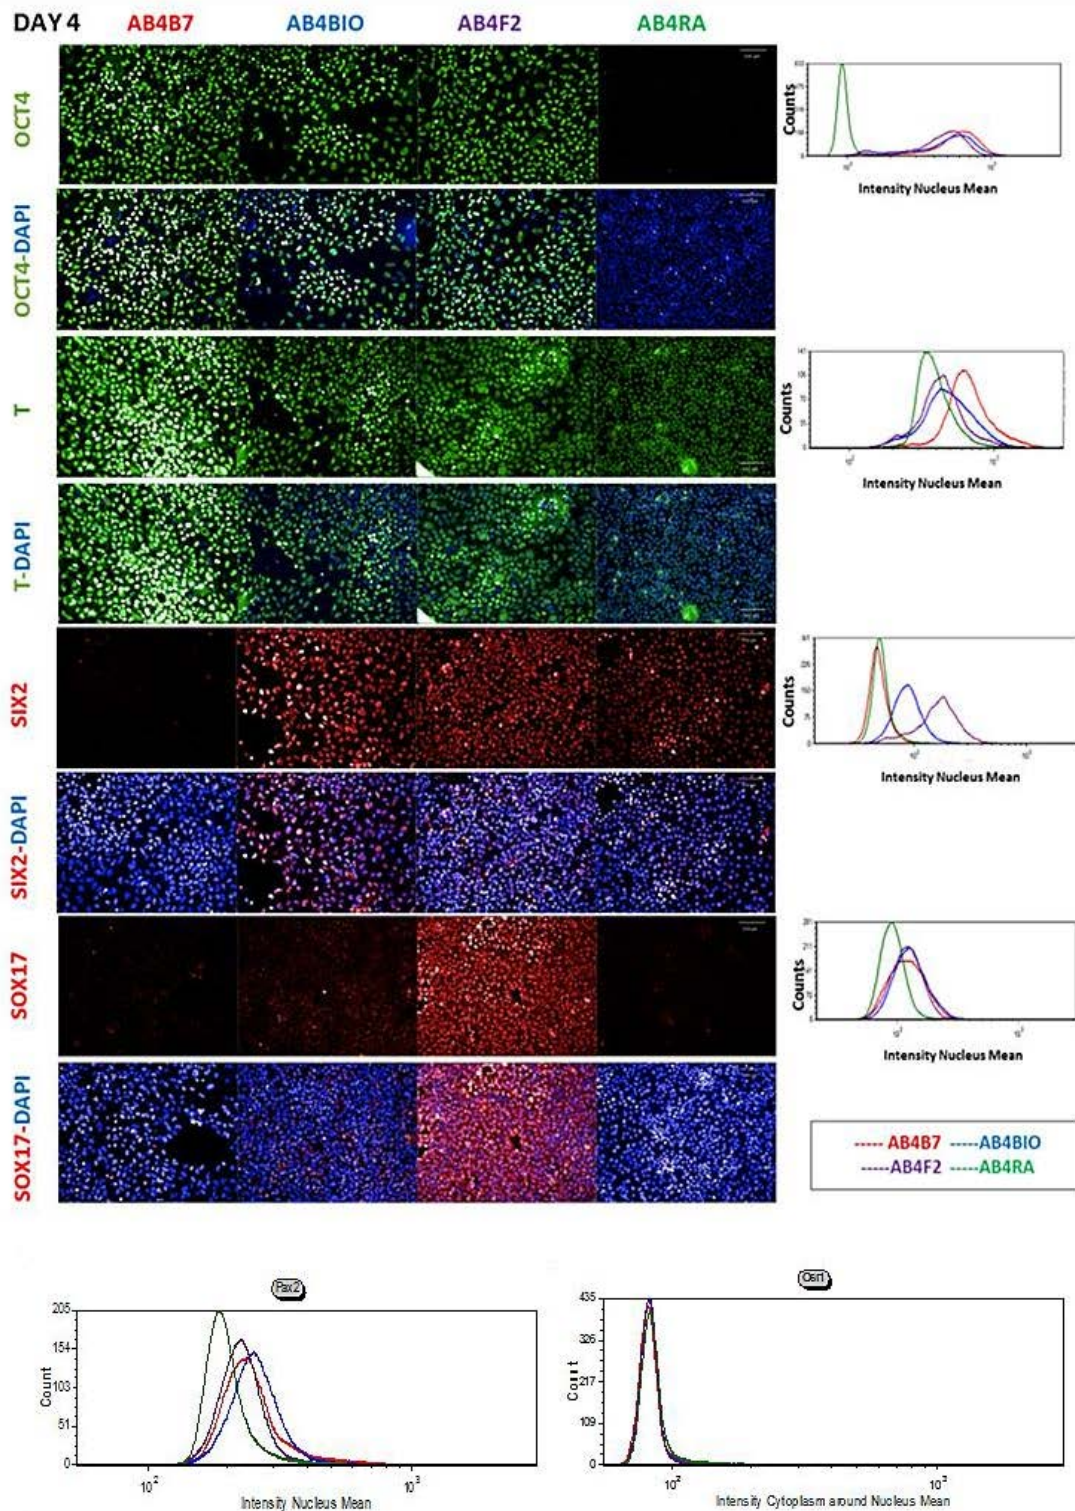 DAY 4 AB4B7 AB4BIO AB4F2 AB4RA
OCT4
Counts
Intensity Nucleus Mean
OCT4-DAPI
T
Counts
Intensity Nucleus Mean
T-DAPI
SIX2
Counts
Intensity Nucleus Mean
SIX2-DAPI
SOX17
Counts
Intensity Nucleus Mean
SOX17-DAPI
AB4B7 AB4BIO
AB4F2 AB4RA
Pax2
205
154
103
51
0
Count
10² 10³
Intensity Nucleus Mean
Osr1
435
326
217
109
0
Count
10²
Intensity Cytoplasm around Nucleus Mean